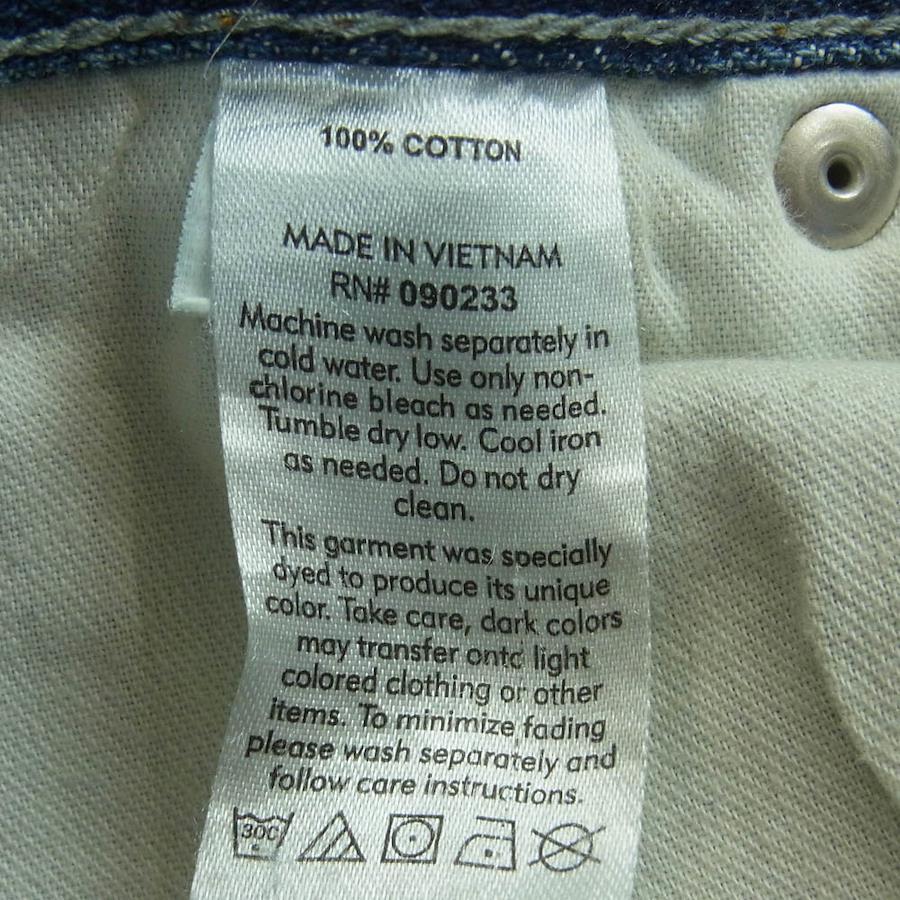 100% COTTON
MADE IN VIETNAM
RN# 090233
Machine wash separately in
cold water. Use only non-
chlorine bleach as needed.
Tumble dry low. Cool iron
as needed. Do not dry
clean.
This garment was specially
dyed to produce its unique
color. Take care, dark colors
may transfer onto light
colored clothing or other
items. To minimize fading
please wash separately and
follow care instructions.
30C